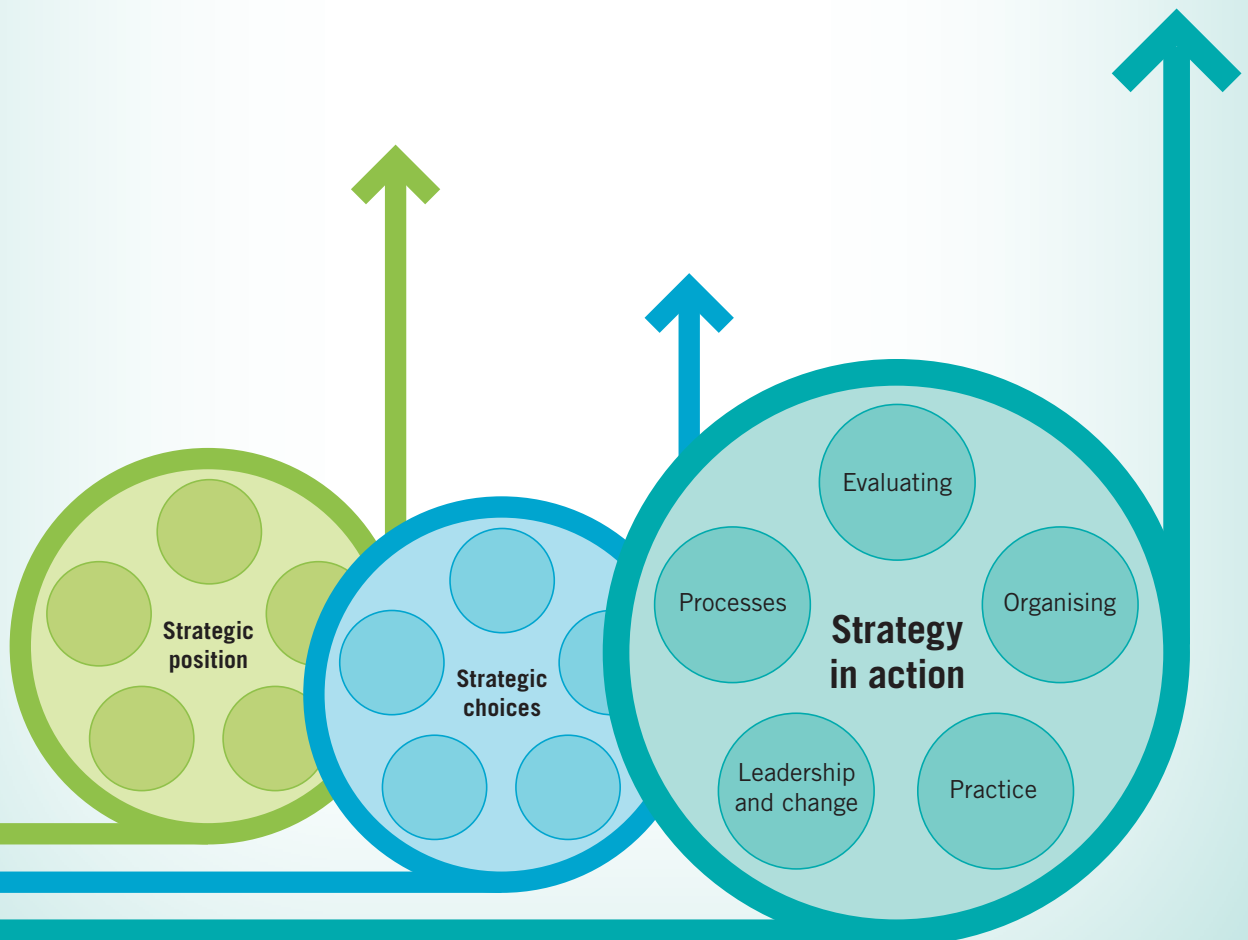 Strategic
position
Strategic
choices
Strategy
in action
Evaluating
Organising
Practice
Leadership
and change
Processes